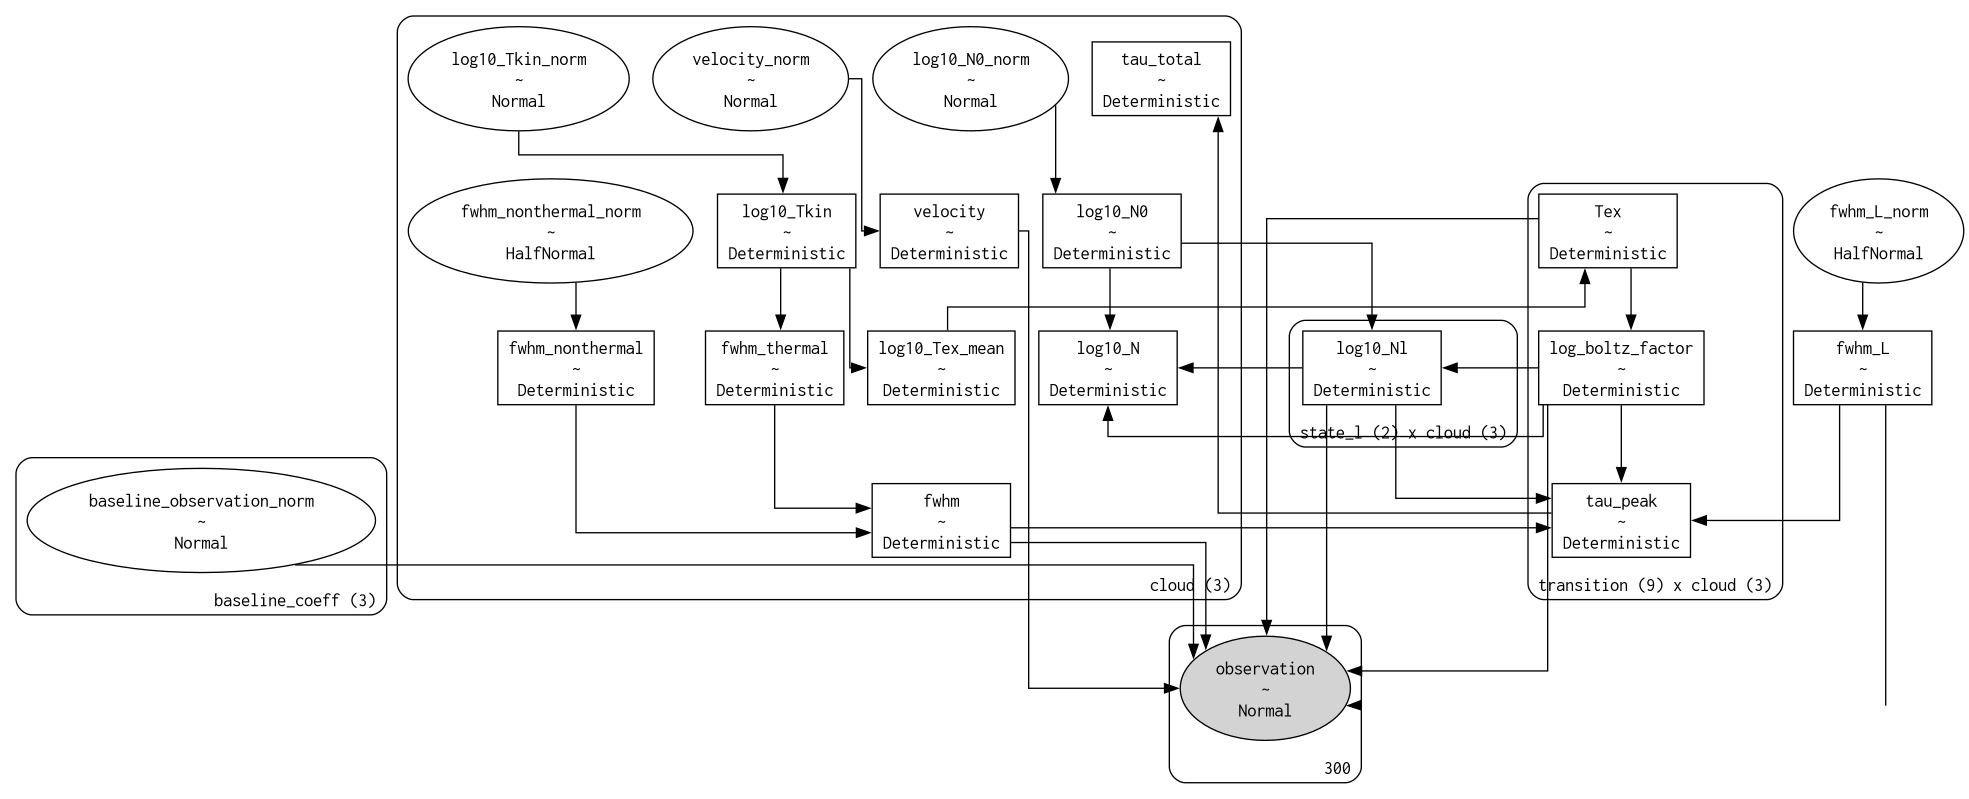 log10_Tkin_norm
~
Normal
velocity_norm
~
Normal
log10_N0_norm
~
Normal
tau_total
~
Deterministic
fwhm_nonthermal_norm
~
HalfNormal
log10_Tkin
~
Deterministic
velocity
~
Deterministic
log10_N0
~
Deterministic
Tex
~
Deterministic
fwhm_L_norm
~
HalfNormal
fwhm_nonthermal
~
Deterministic
fwhm_thermal
~
Deterministic
log10_Tex_mean
~
Deterministic
log10_N
~
Deterministic
log10_Nl
~
Deterministic
log_boltz_factor
~
Deterministic
fwhm_L
~
Deterministic
state_l (2) x cloud (3)
baseline_observation_norm
~
Normal
fwhm
~
Deterministic
tau_peak
~
Deterministic
baseline_coeff (3)
cloud (3)
transition (9) x cloud (3)
observation
~
Normal
300